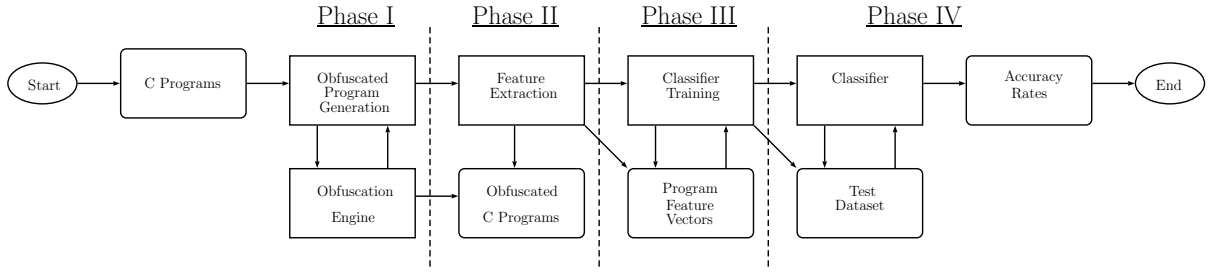 Phase I
Phase II
Phase III
Phase IV
Start
C Programs
Obfuscated
Program
Generation
Feature
Extraction
Classifier
Training
Classifier
Accuracy
Rates
End
Obfuscation
Engine
Obfuscated
C Programs
Program
Feature
Vectors
Test
Dataset